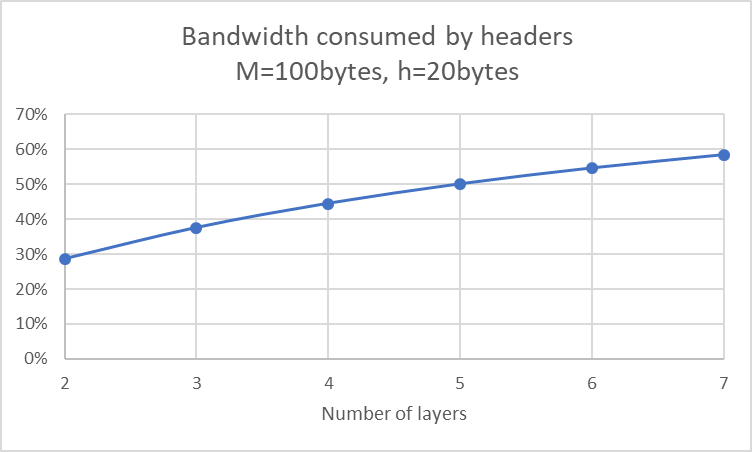 Bandwidth consumed by headers
M=100bytes, h=20bytes
70%
60%
50%
40%
30%
20%
10%
0%
2 3 4 5 6 7
Number of layers